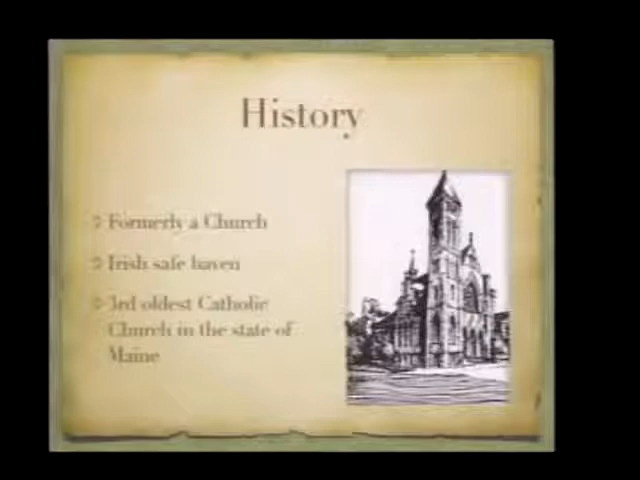 History
Formerly a Church
Irish safe haven
3rd oldest Catholic
Church in the state of
Maine